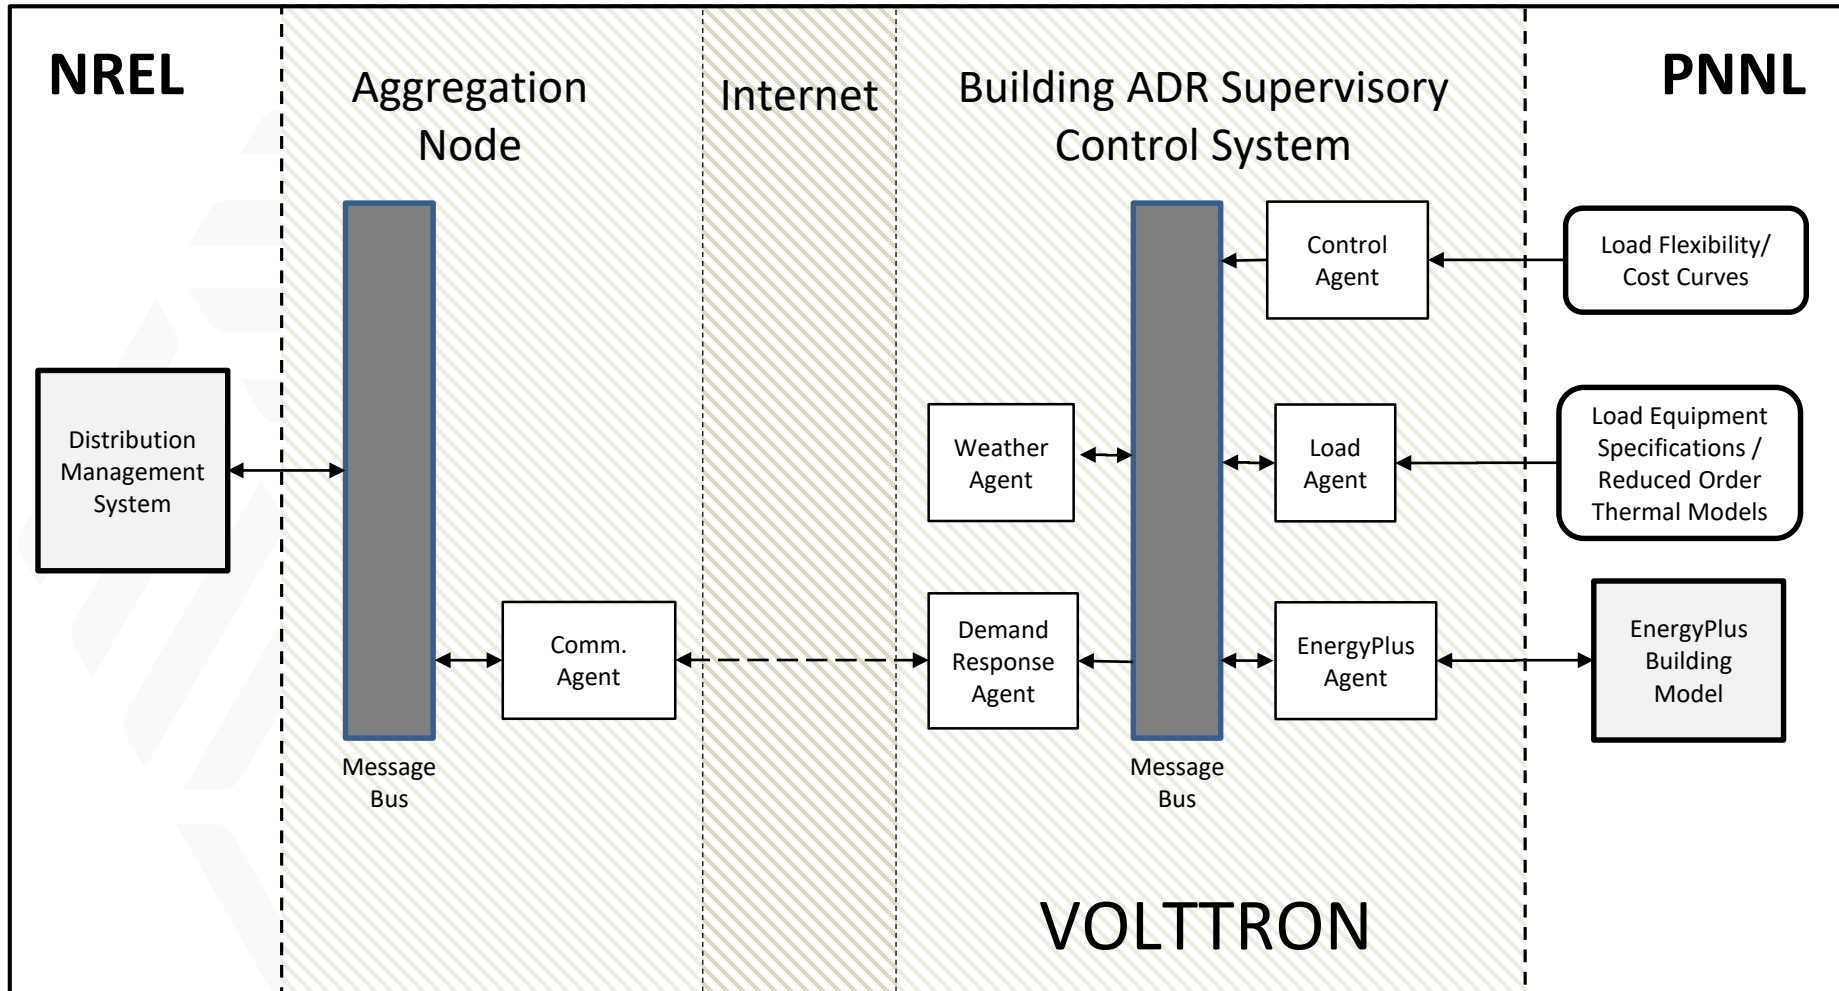 NREL
Aggregation
Node
Internet
Building ADR Supervisory
Control System
PNNL
Control
Agent
Load Flexibility/
Cost Curves
Distribution
Management
System
Weather
Agent
Load
Agent
Load Equipment
Specifications /
Reduced Order
Thermal Models
Comm.
Agent
Demand
Response
Agent
EnergyPlus
Agent
EnergyPlus
Building
Model
Message
Bus
Message
Bus
VOLTTRON